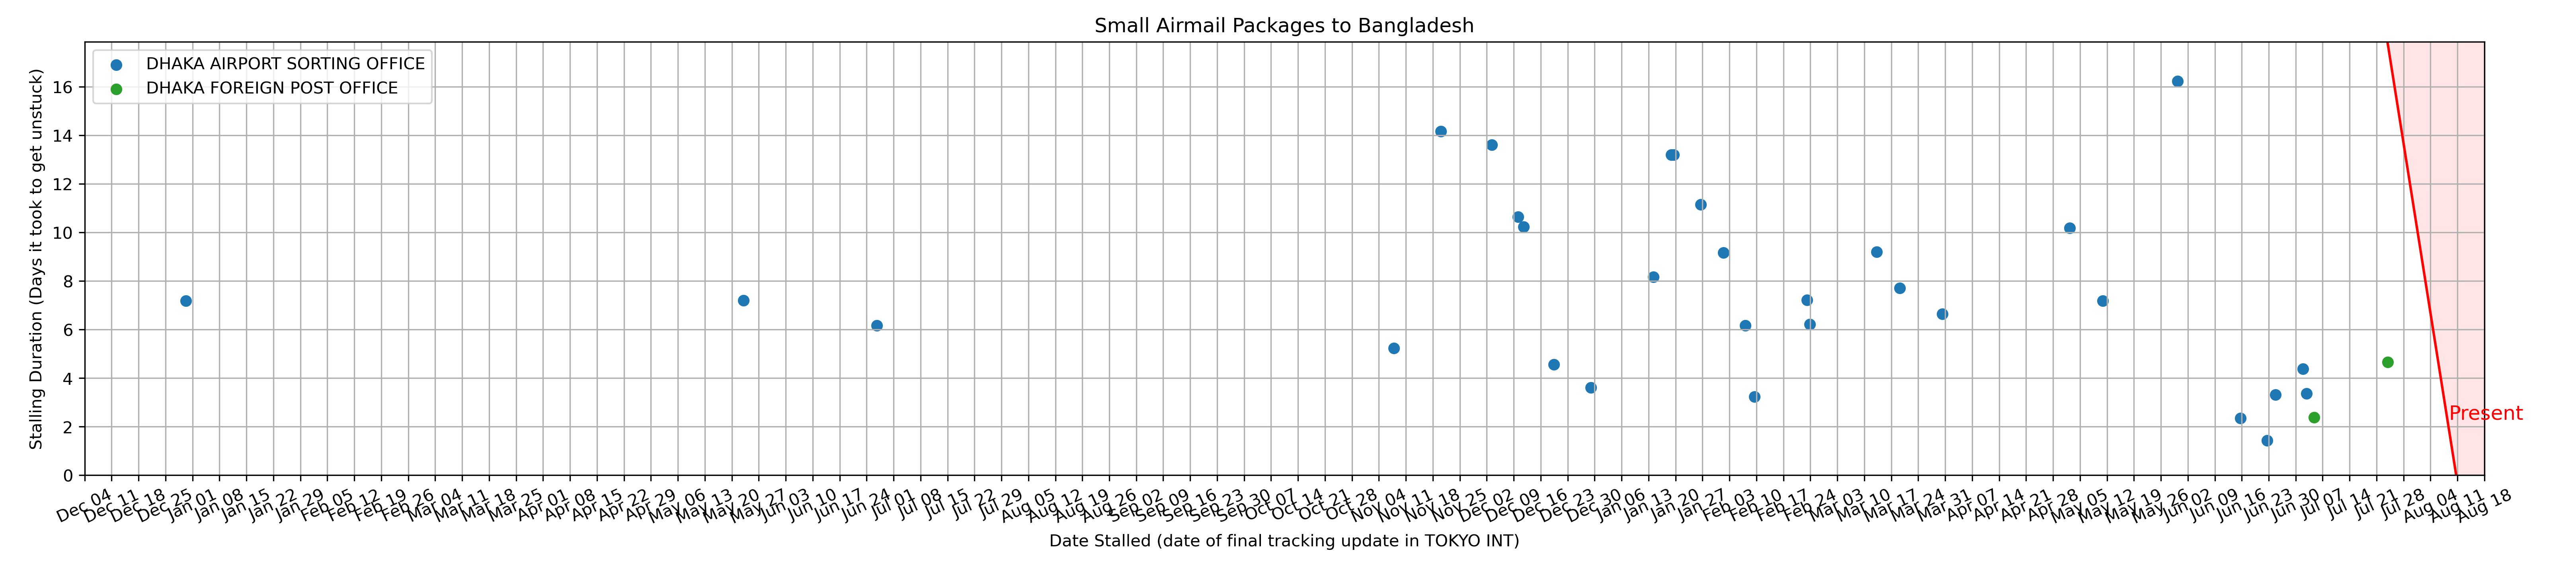 Small Airmail Packages to Bangladesh
DHAKA AIRPORT SORTING OFFICE
DHAKA FOREIGN POST OFFICE
Stalling Duration (Days it took to get unstuck)
16
14
12
10
8
6
4
2
0
Present
Dec 04
Dec 11
Dec 18
Dec 25
Jan 01
Jan 08
Jan 15
Jan 22
Jan 29
Feb 05
Feb 12
Feb 19
Feb 26
Mar 04
Mar 11
Mar 18
Mar 25
Apr 01
Apr 08
Apr 15
Apr 22
Apr 29
May 06
May 13
May 20
May 27
Jun 03
Jun 10
Jun 17
Jun 24
Jul 01
Jul 08
Jul 15
Jul 22
Jul 29
Aug 05
Aug 12
Aug 19
Aug 26
Sep 02
Sep 09
Sep 16
Sep 23
Sep 30
Oct 07
Oct 14
Oct 21
Oct 28
Nov 04
Nov 11
Nov 18
Nov 25
Dec 02
Dec 09
Dec 16
Dec 23
Dec 30
Jan 06
Jan 13
Jan 20
Jan 27
Feb 03
Feb 10
Feb 17
Feb 24
Mar 03
Mar 10
Mar 17
Mar 24
Mar 31
Apr 07
Apr 14
Apr 21
Apr 28
May 05
May 12
May 19
May 26
Jun 02
Jun 09
Jun 16
Jun 23
Jun 30
Jul 07
Jul 14
Jul 21
Jul 28
Aug 04
Aug 11
Aug 18
Date Stalled (date of final tracking update in TOKYO INT)